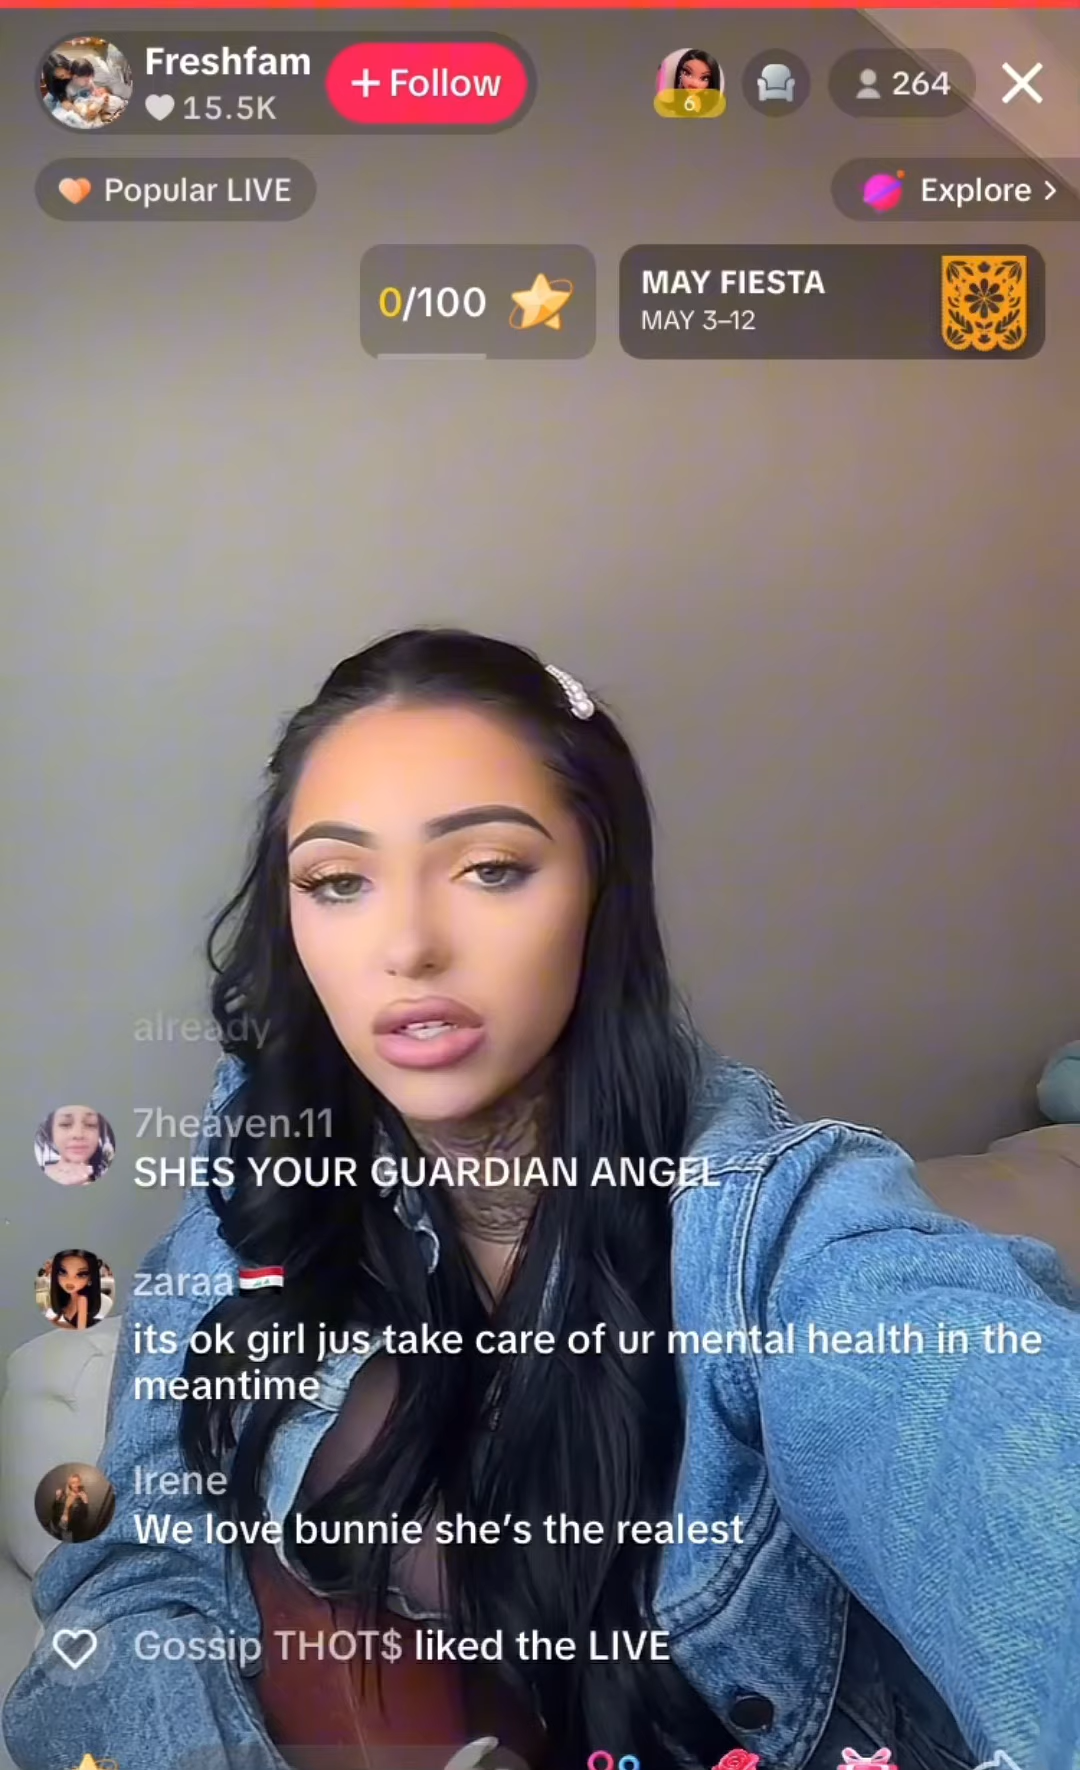 Freshfam
15.5K
+ Follow
6
264
Popular LIVE
Explore >
0/100
MAY FIESTA
MAY 3–12
already
7heaven.11
SHES YOUR GUARDIAN ANGEL
zaraa🇮🇶
its ok girl jus take care of ur mental health in the
meantime
Irene
We love bunnie she's the realest
Gossip THOT$ liked the LIVE